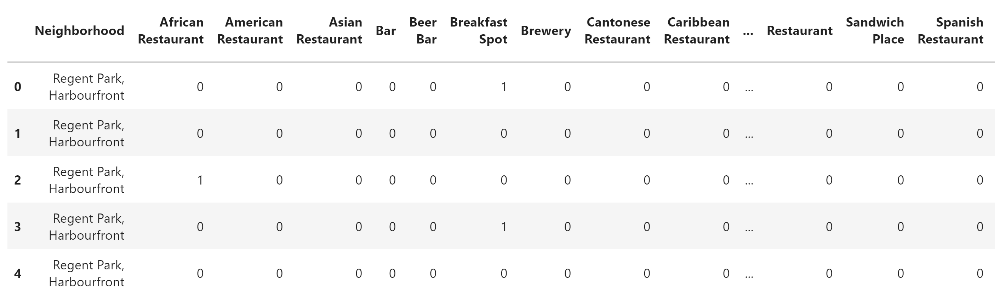 Neighborhood African Restaurant American Restaurant Asian Restaurant Bar Beer Bar Breakfast Spot Brewery Cantonese Restaurant Caribbean Restaurant ... Restaurant Sandwich Place Spanish Restaurant
0 Regent Park, Harbourfront 0 0 0 0 0 1 0 0 0 ... 0 0 0
1 Regent Park, Harbourfront 0 0 0 0 0 0 0 0 0 ... 0 0 0
2 Regent Park, Harbourfront 1 0 0 0 0 0 0 0 0 ... 0 0 0
3 Regent Park, Harbourfront 0 0 0 0 0 1 0 0 0 ... 0 0 0
4 Regent Park, Harbourfront 0 0 0 0 0 0 0 0 0 ... 0 0 0